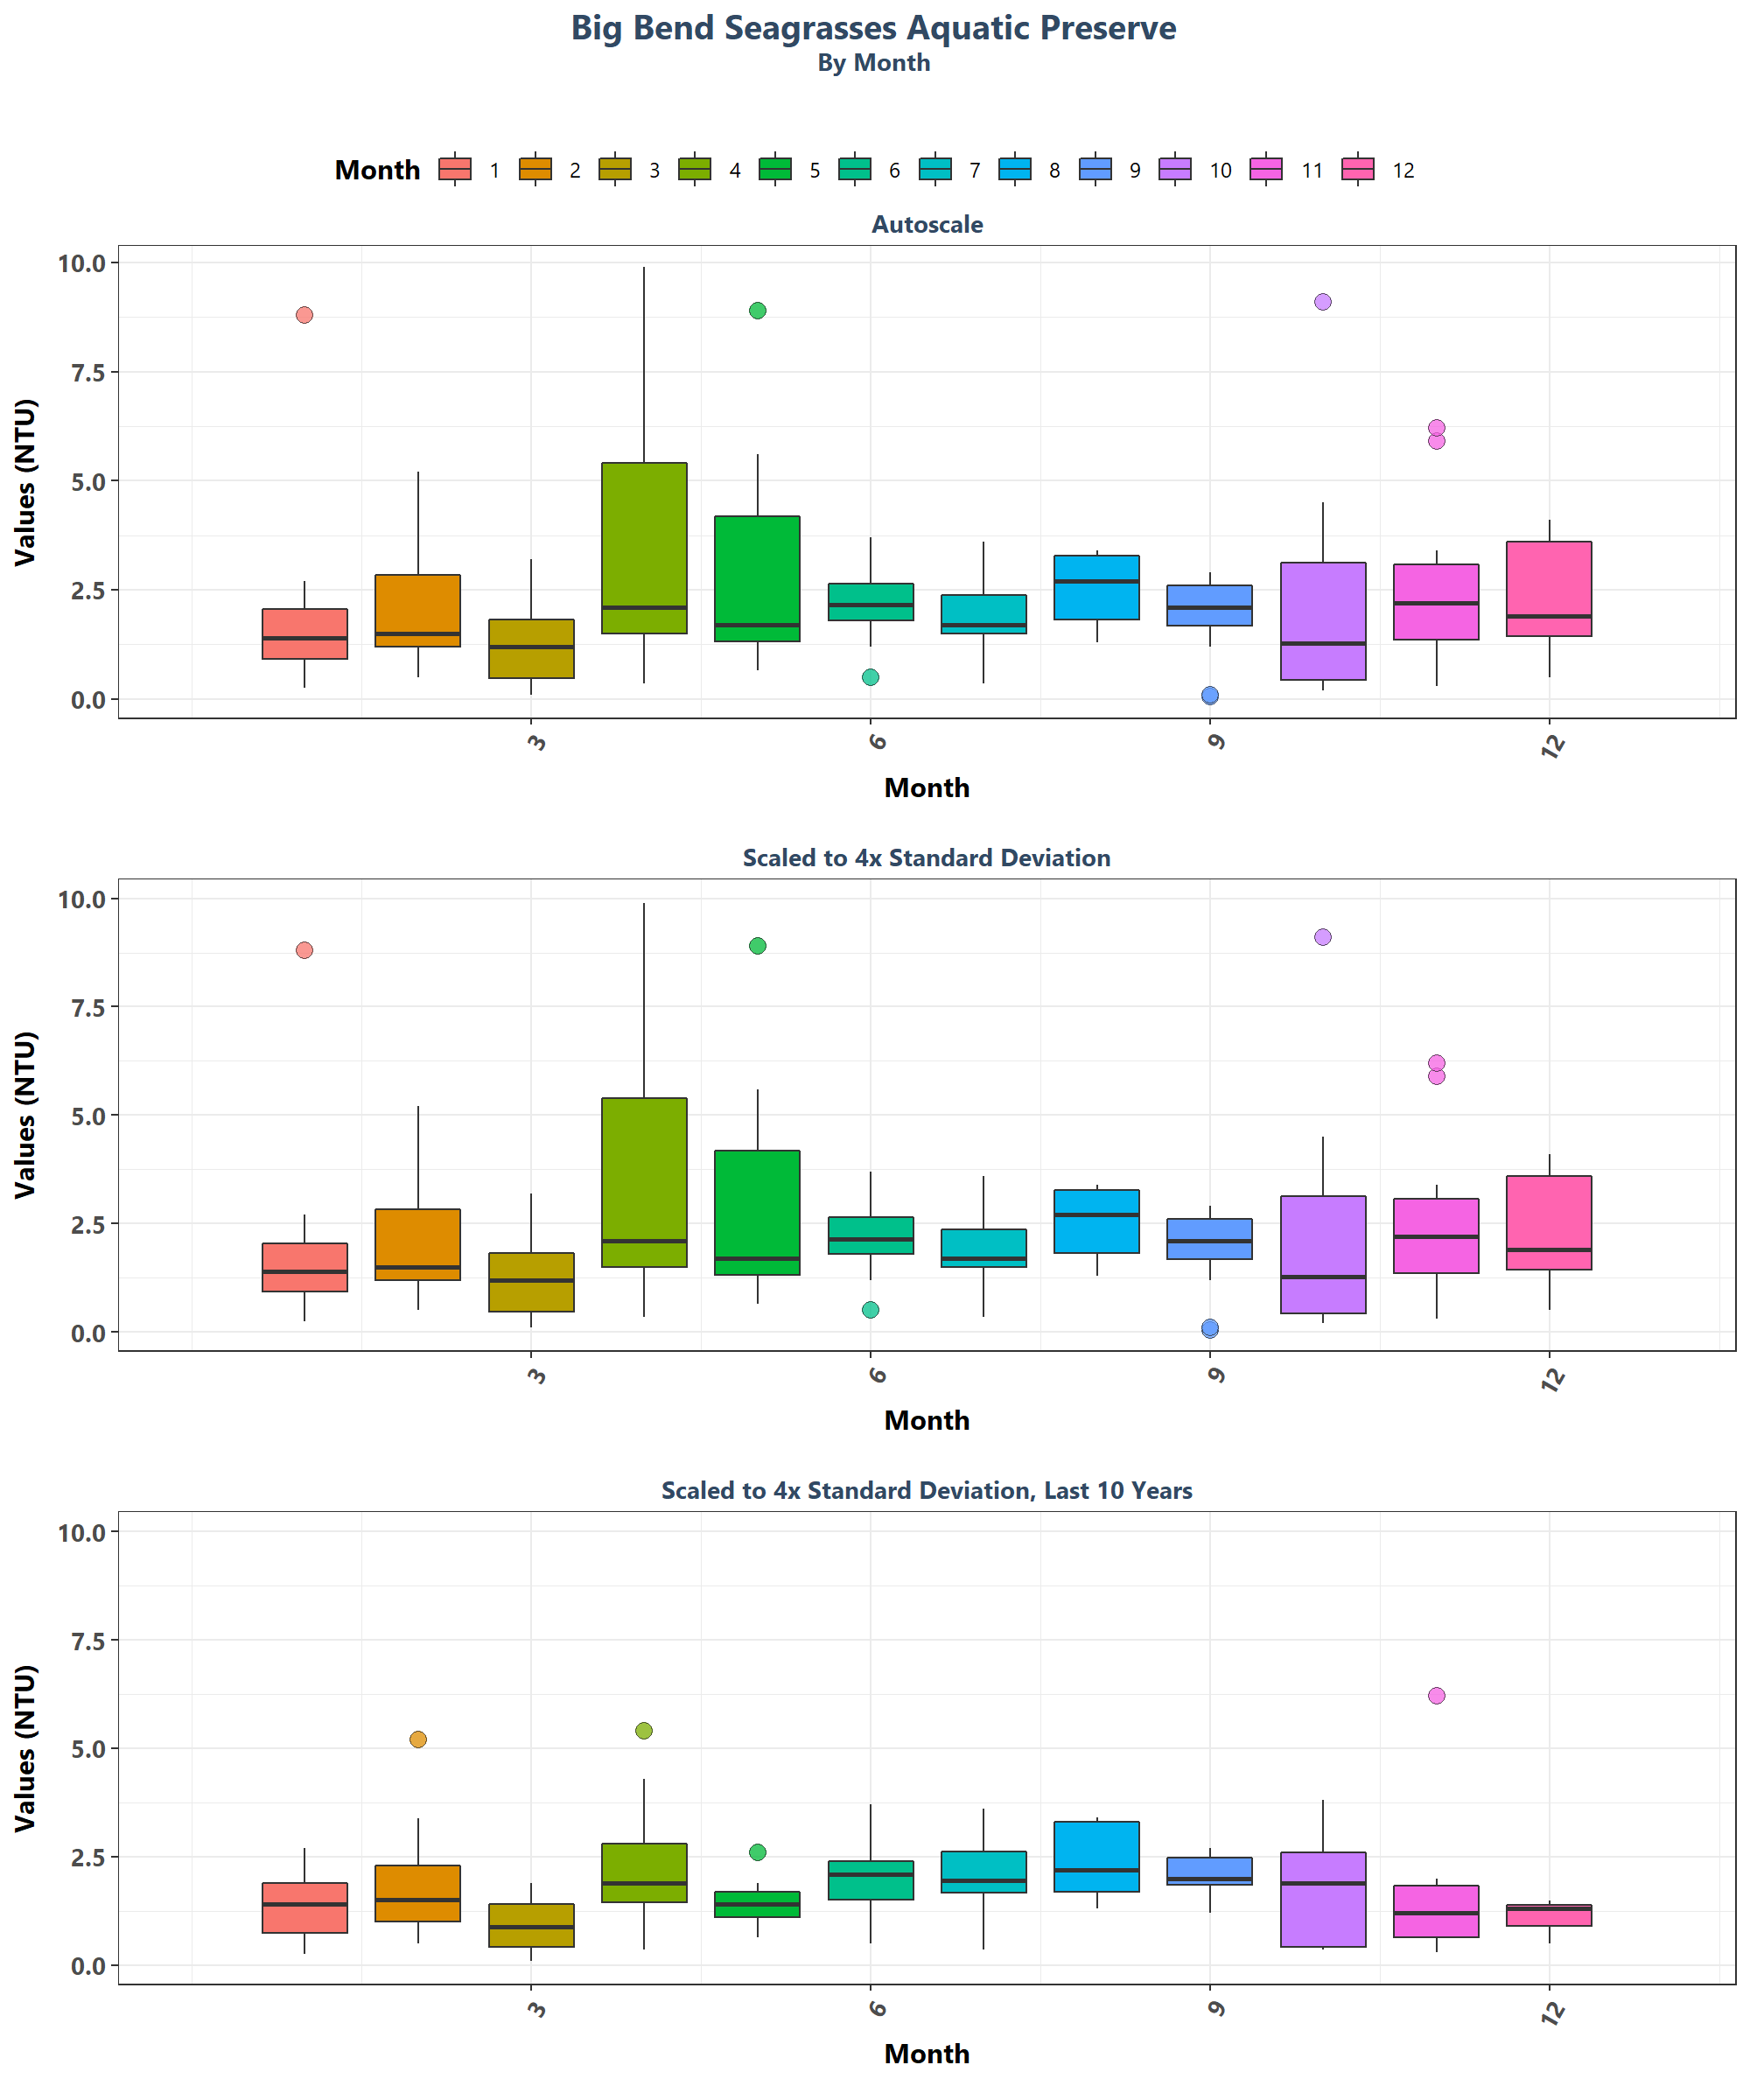 Big Bend Seagrasses Aquatic Preserve
By Month
Month 1 2 3 4 5 6 7 8 9 10 11 12
Autoscale
Values (NTU)
10.0
7.5
5.0
2.5
0.0
3 6 9 12
Month
Scaled to 4x Standard Deviation
Values (NTU)
10.0
7.5
5.0
2.5
0.0
3 6 9 12
Month
Scaled to 4x Standard Deviation, Last 10 Years
Values (NTU)
10.0
7.5
5.0
2.5
0.0
3 6 9 12
Month